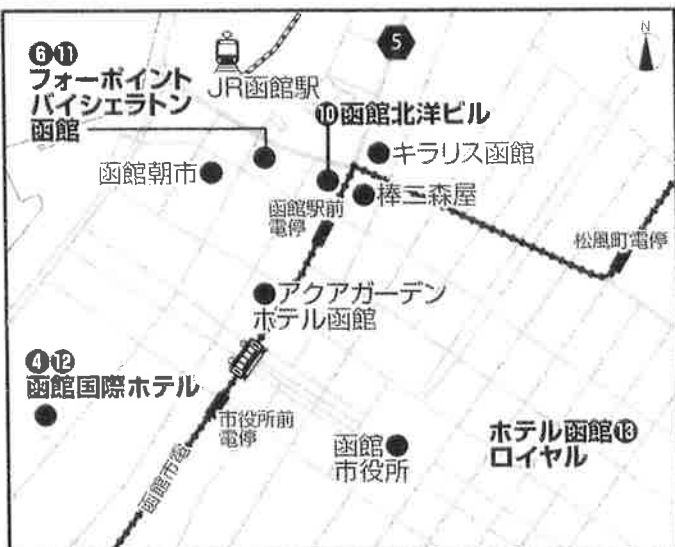 5
N
JR函館駅
❻⓫
フォーポイント
バイシェラトン
函館
❿函館北洋ビル
キラリス函館
函館朝市
棒二森屋
函館駅前
電停
松風町電停
アクアガーデン
ホテル函館
❹⓬
函館国際ホテル
市役所前
電停
函館市電
函館
市役所
ホテル函館⓭
ロイヤル